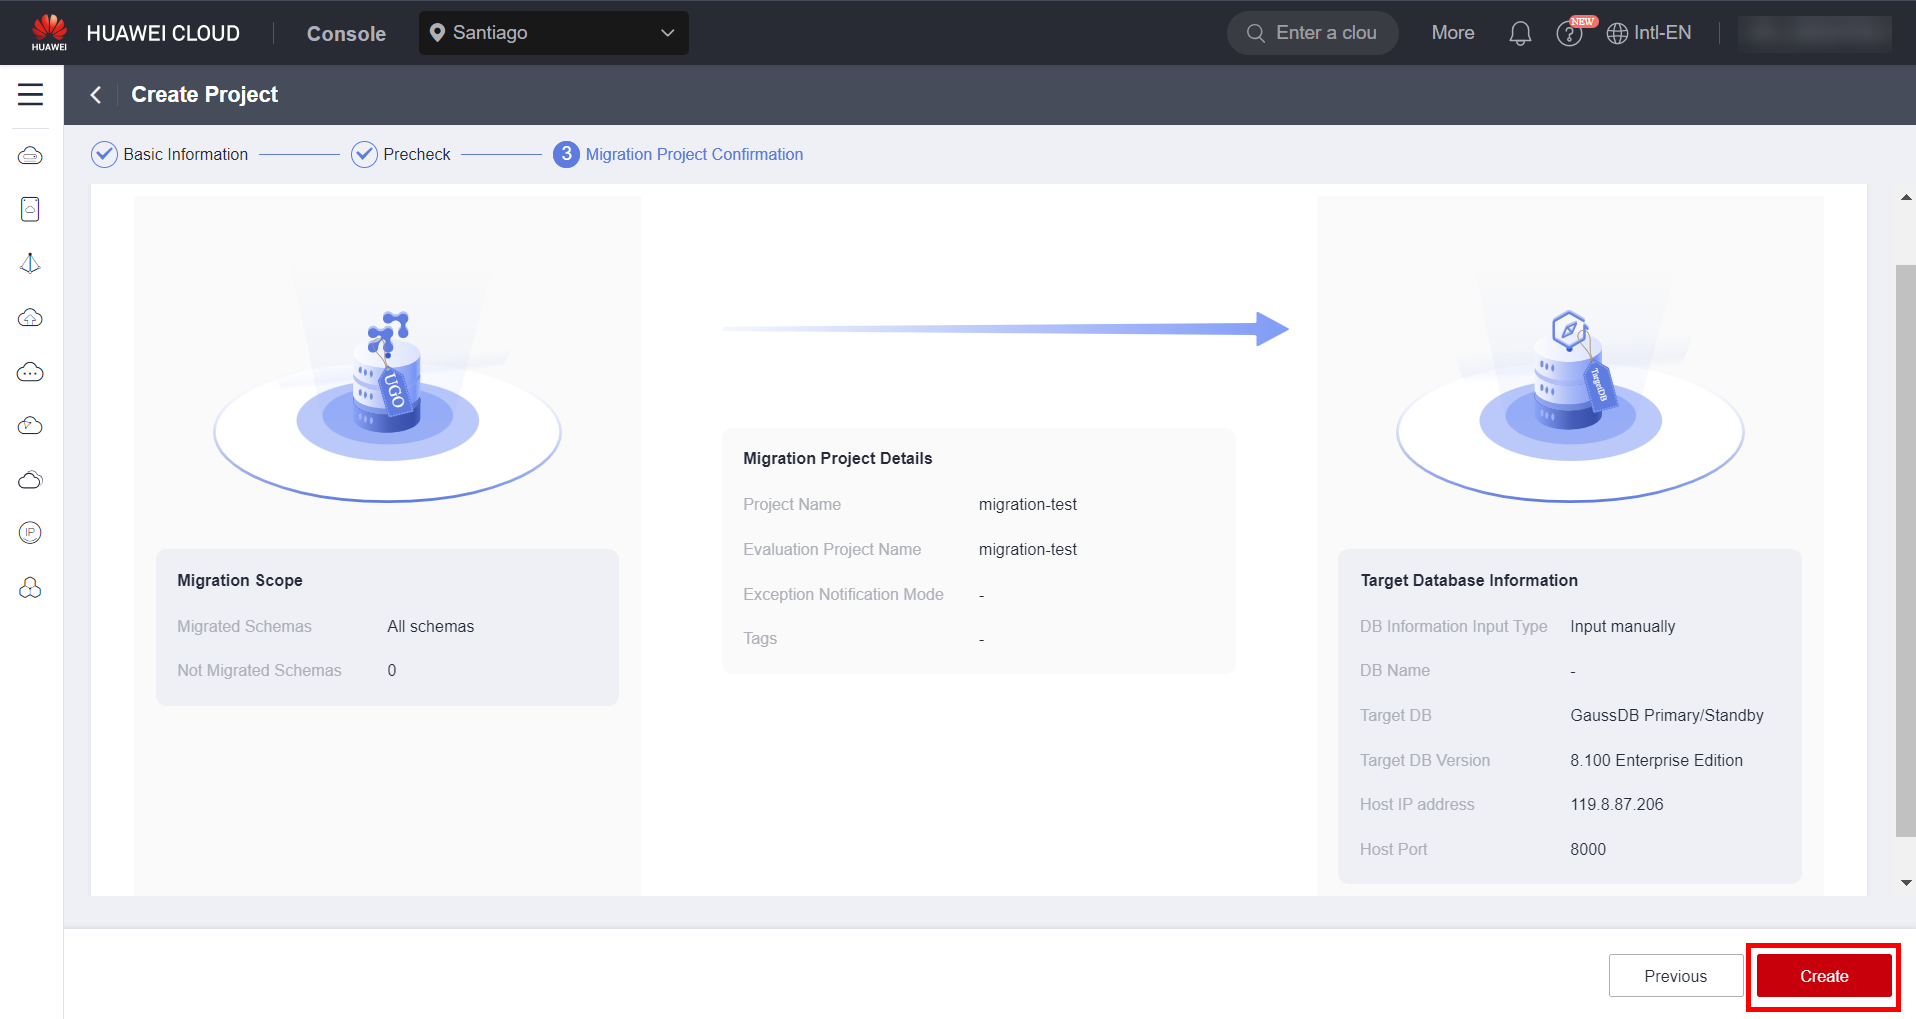 HUAWEI
HUAWEI CLOUD
Console
Santiago
Enter a clou
More
NEW
?
Intl-EN
Create Project
Basic Information
Precheck
3
Migration Project Confirmation
UGO
TargetDB
IP
Migration Scope
Migrated Schemas All schemas
Not Migrated Schemas 0
Migration Project Details
Project Name migration-test
Evaluation Project Name migration-test
Exception Notification Mode -
Tags -
Target Database Information
DB Information Input Type Input manually
DB Name -
Target DB GaussDB Primary/Standby
Target DB Version 8.100 Enterprise Edition
Host IP address 119.8.87.206
Host Port 8000
Previous
Create